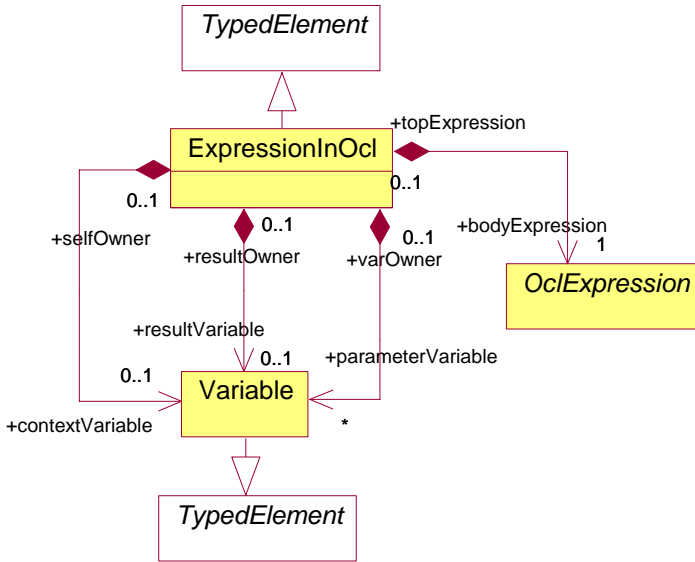 TypedElement
+topExpression
ExpressionInOcl
0..1
0..1
0..1
0..1
+selfOwner
+resultOwner
+varOwner
+bodyExpression
1
OclExpression
+resultVariable
+parameterVariable
0..1
0..1
Variable
+contextVariable
*
TypedElement